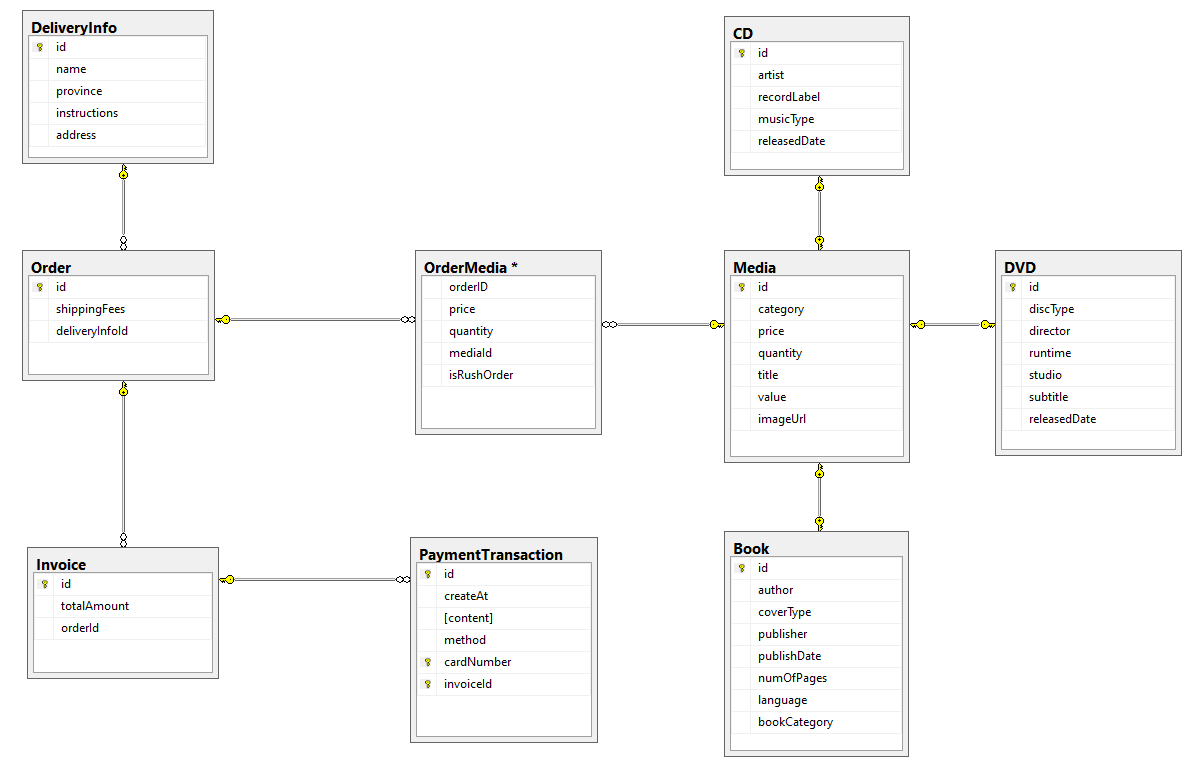 DeliveryInfo
id
name
province
instructions
address
CD
id
artist
recordLabel
musicType
releasedDate
Order
id
shippingFees
deliveryInfoId
OrderMedia *
orderID
price
quantity
mediaId
isRushOrder
Media
id
category
price
quantity
title
value
imageUrl
DVD
id
discType
director
runtime
studio
subtitle
releasedDate
Invoice
id
totalAmount
orderId
PaymentTransaction
id
createAt
[content]
method
cardNumber
invoiceId
Book
id
author
coverType
publisher
publishDate
numOfPages
language
bookCategory